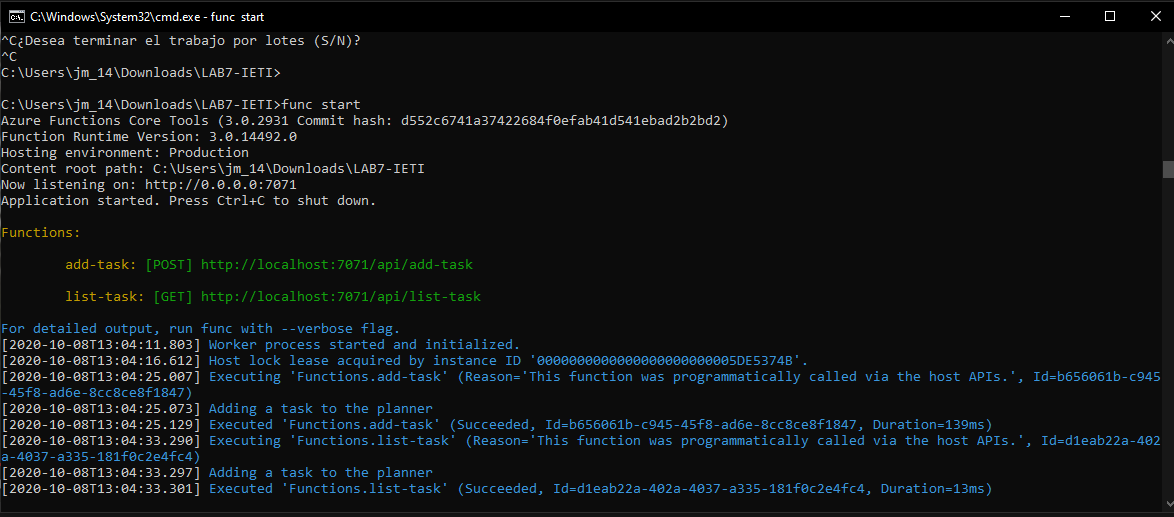 C:\Windows\System32\cmd.exe - func start
^C¿Desea terminar el trabajo por lotes (S/N)?
^C
C:\Users\jm_14\Downloads\LAB7-IETI>
C:\Users\jm_14\Downloads\LAB7-IETI>func start
Azure Functions Core Tools (3.0.2931 Commit hash: d552c6741a37422684f0efab41d541ebad2b2bd2)
Function Runtime Version: 3.0.14492.0
Hosting environment: Production
Content root path: C:\Users\jm_14\Downloads\LAB7-IETI
Now listening on: http://0.0.0.0:7071
Application started. Press Ctrl+C to shut down.
Functions:
add-task: [POST] http://localhost:7071/api/add-task
list-task: [GET] http://localhost:7071/api/list-task
For detailed output, run func with --verbose flag.
[2020-10-08T13:04:11.803] Worker process started and initialized.
[2020-10-08T13:04:16.612] Host lock lease acquired by instance ID '0000000000000000000000005DE5374B'.
[2020-10-08T13:04:25.007] Executing 'Functions.add-task' (Reason='This function was programmatically called via the host APIs.', Id=b656061b-c945
-45f8-ad6e-8cc8ce8f1847)
[2020-10-08T13:04:25.073] Adding a task to the planner
[2020-10-08T13:04:25.129] Executed 'Functions.add-task' (Succeeded, Id=b656061b-c945-45f8-ad6e-8cc8ce8f1847, Duration=139ms)
[2020-10-08T13:04:33.290] Executing 'Functions.list-task' (Reason='This function was programmatically called via the host APIs.', Id=d1eab22a-402
a-4037-a335-181f0c2e4fc4)
[2020-10-08T13:04:33.297] Adding a task to the planner
[2020-10-08T13:04:33.301] Executed 'Functions.list-task' (Succeeded, Id=d1eab22a-402a-4037-a335-181f0c2e4fc4, Duration=13ms)